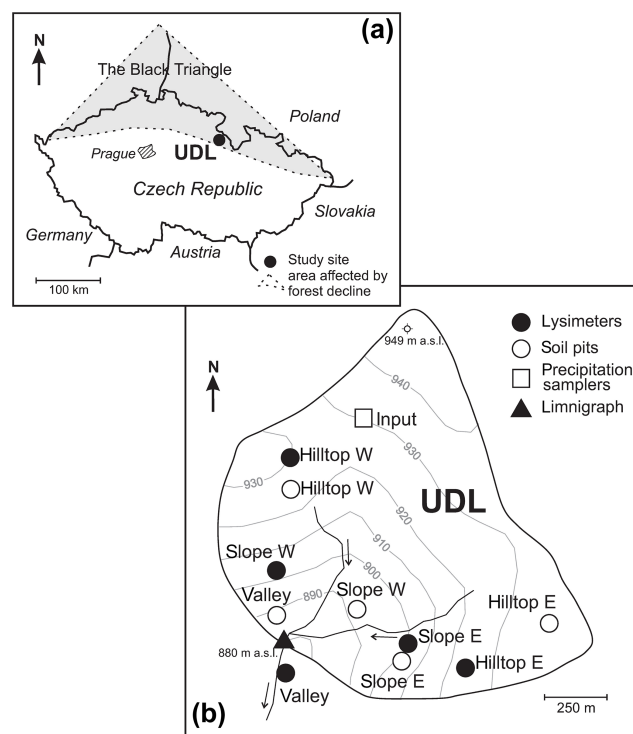 (a)
N
The Black Triangle
Poland
Prague
UDL
Czech Republic
Slovakia
Germany
Austria
Study site
area affected by
forest decline
100 km
Lysimeters
Soil pits
Precipitation
samplers
Limnigraph
949 m a.s.l.
N
940
Input
930
Hilltop W
930
Hilltop W
UDL
920
910
Slope W
900
890
Valley
Slope W
Hilltop E
Slope E
880 m a.s.l.
Slope E
Hilltop E
Valley
(b)
250 m